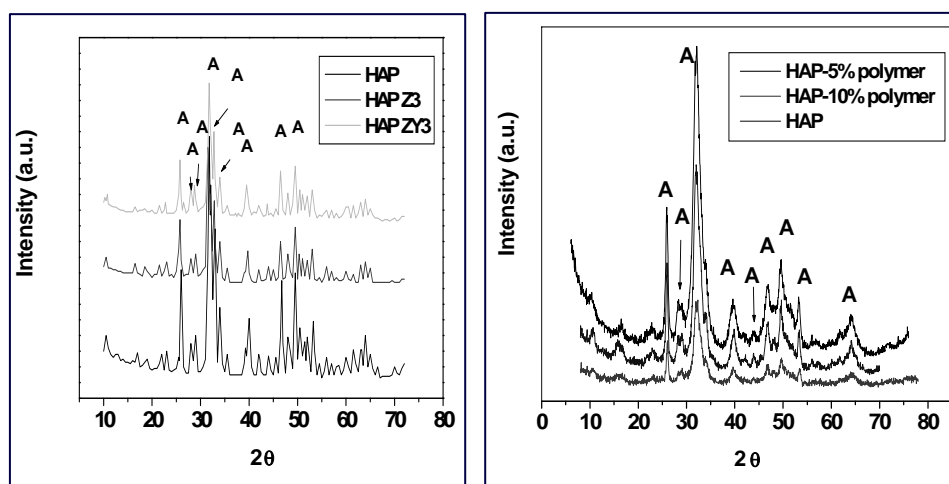 Intensity (a.u.)
A A
HAP
HAP Z3
HAP ZY3
A A A A A
A A
10 20 30 40 50 60 70 80
2θ
Intensity (a.u.)
A
HAP-5% polymer
HAP-10% polymer
HAP
A
A
A
A
A
A
A
A
A
0 10 20 30 40 50 60 70 80
2 θ